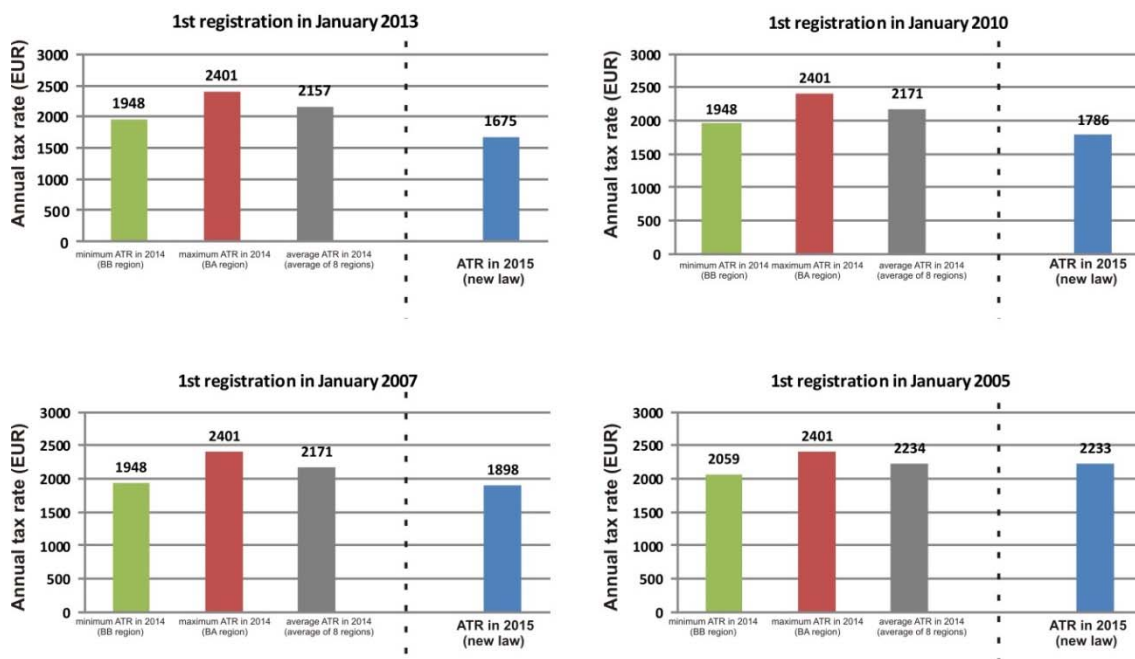 1st registration in January 2013
Annual tax rate (EUR)
3000
2500
2000
1500
1000
500
0
1948
2401
2157
1675
minimum ATR in 2014
(BB region)
maximum ATR in 2014
(BA region)
average ATR in 2014
(average of 8 regions)
ATR in 2015
(new law)
1st registration in January 2010
Annual tax rate (EUR)
3000
2500
2000
1500
1000
500
0
1948
2401
2171
1786
minimum ATR in 2014
(BB region)
maximum ATR in 2014
(BA region)
average ATR in 2014
(average of 8 regions)
ATR in 2015
(new law)
1st registration in January 2007
Annual tax rate (EUR)
3000
2500
2000
1500
1000
500
0
1948
2401
2171
1898
minimum ATR in 2014
(BB region)
maximum ATR in 2014
(BA region)
average ATR in 2014
(average of 8 regions)
ATR in 2015
(new law)
1st registration in January 2005
Annual tax rate (EUR)
3000
2500
2000
1500
1000
500
0
2059
2401
2234
2233
minimum ATR in 2014
(BB region)
maximum ATR in 2014
(BA region)
average ATR in 2014
(average of 8 regions)
ATR in 2015
(new law)